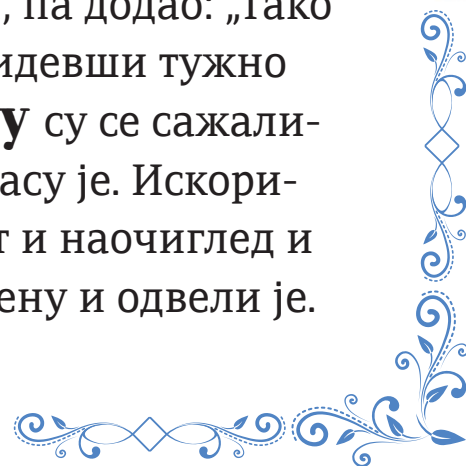 , па додао: „Тако
идевши тужно
у су се сажали-
асу је. Искори-
т и наочиглед и
ену и одвели је.